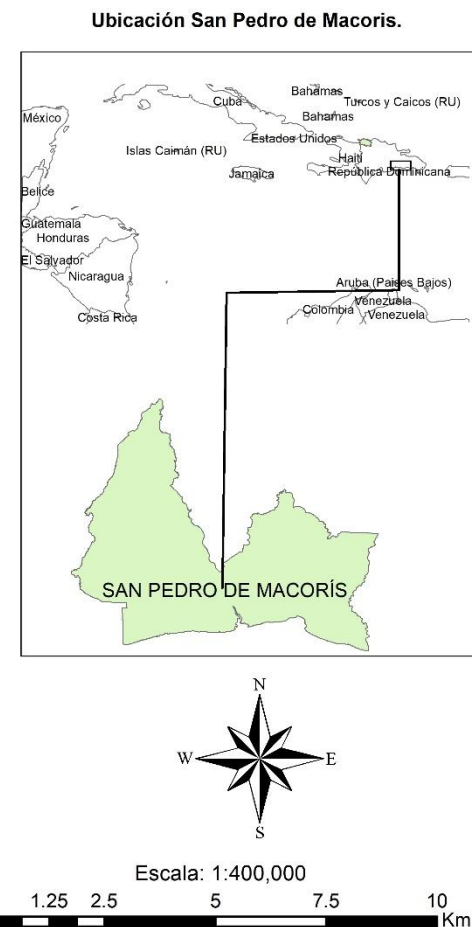 Ubicación San Pedro de Macoris.
Bahamas
Cuba
Turcos y Caicos (RU)
México
Bahamas
Estados Unidos
Islas Caimán (RU)
Haití
Jamaica
República Dominicana
Belice
Guatemala
Honduras
El Salvador
Nicaragua
Aruba (Paises Bajos)
Venezuela
Colombia
Venezuela
Costa Rica
SAN PEDRO DE MACORÍS
N
W E
S
Escala: 1:400,000
1.25 2.5 5 7.5 10
Km